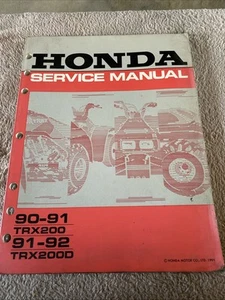 HONDA
SERVICE MANUAL
90-91
TRX200
91-92
TRX200D